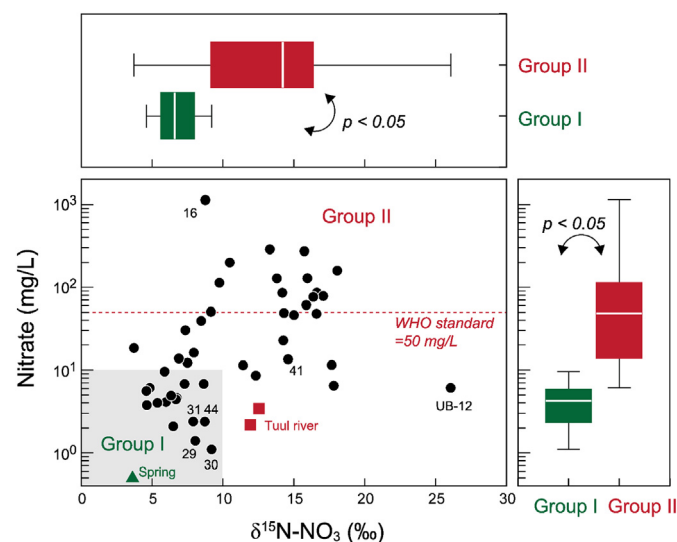 Group II
Group I
p < 0.05
10³
10²
10¹
10⁰
Nitrate (mg/L)
16
Group II
WHO standard
=50 mg/L
41
UB-12
31 44
Tuul river
Group I
29
30
Spring
0 5 10 15 20 25 30
δ¹⁵N-NO₃ (‰)
p < 0.05
Group I Group II